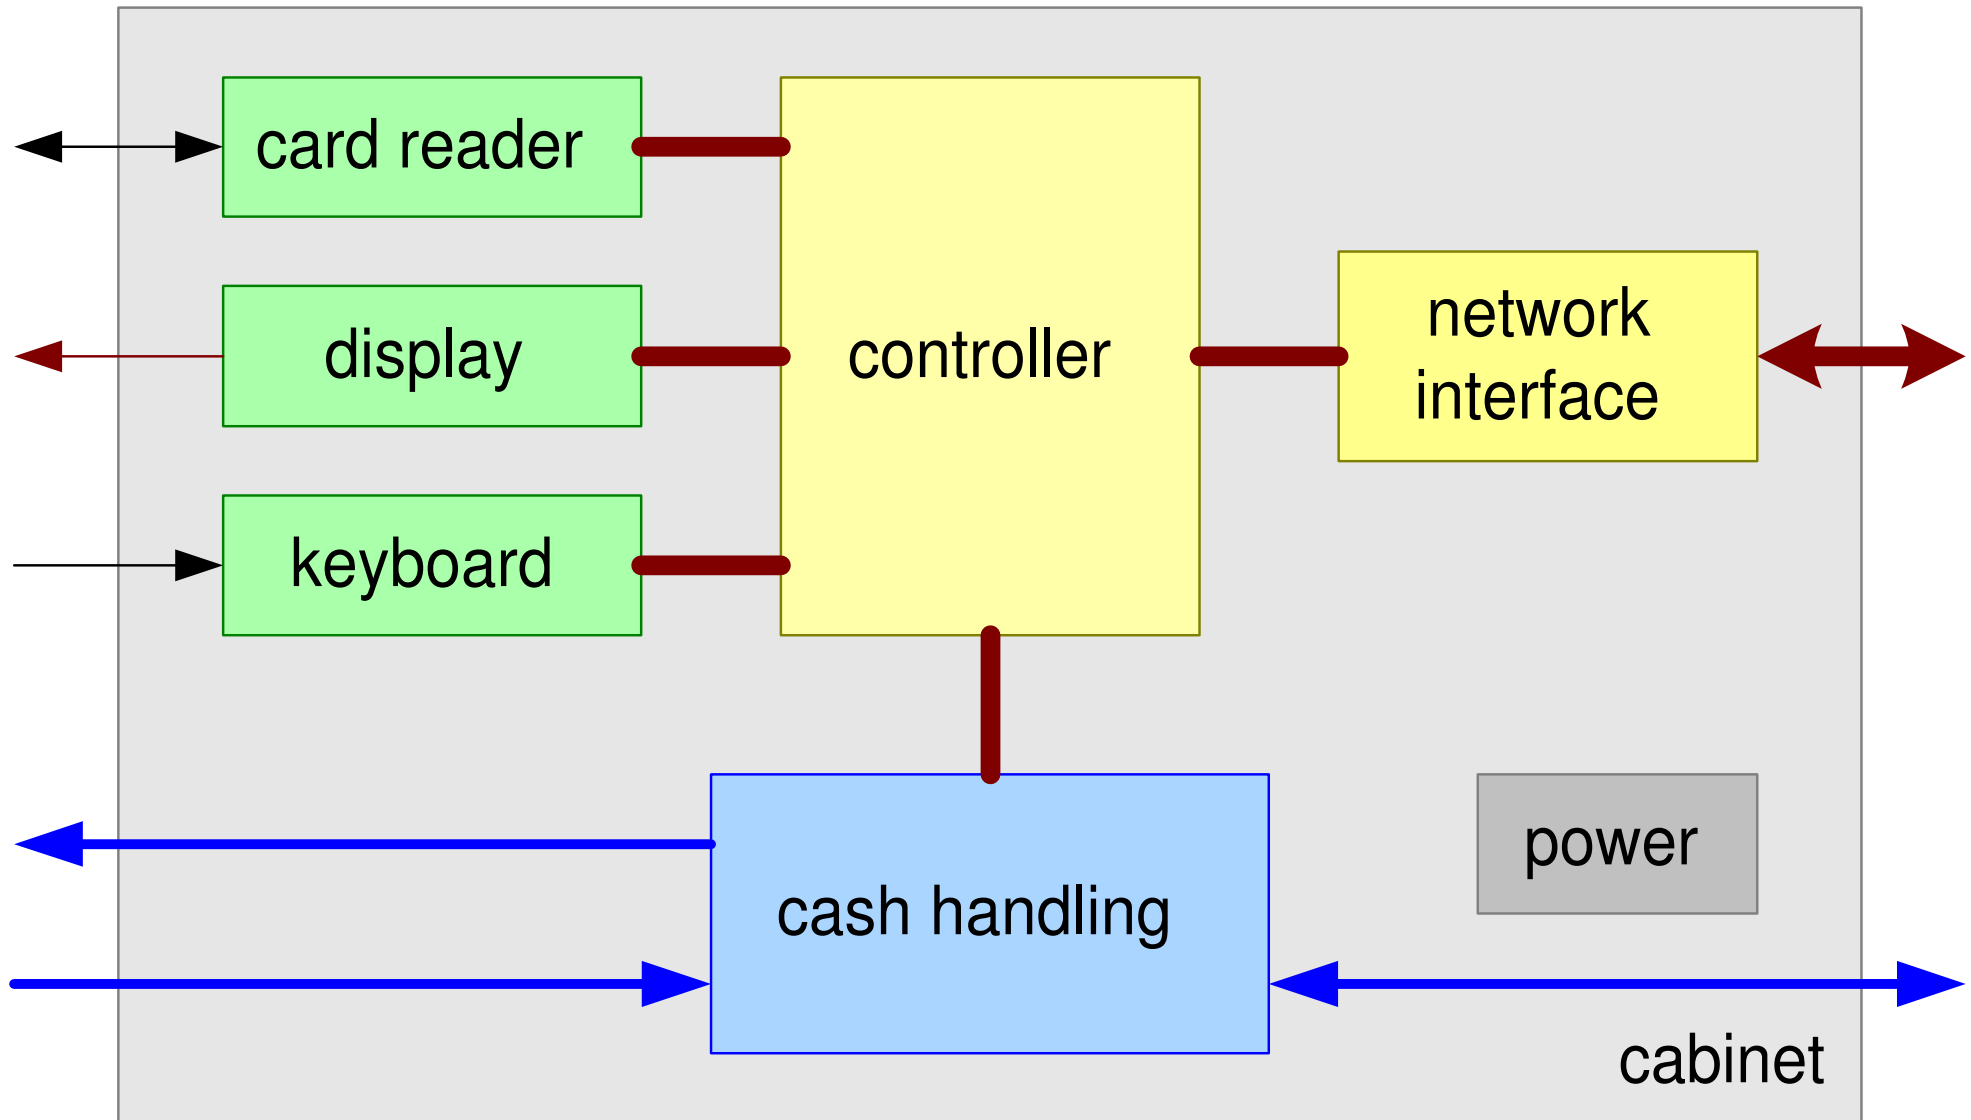 card reader
display
controller
network
interface
keyboard
power
cash handling
cabinet